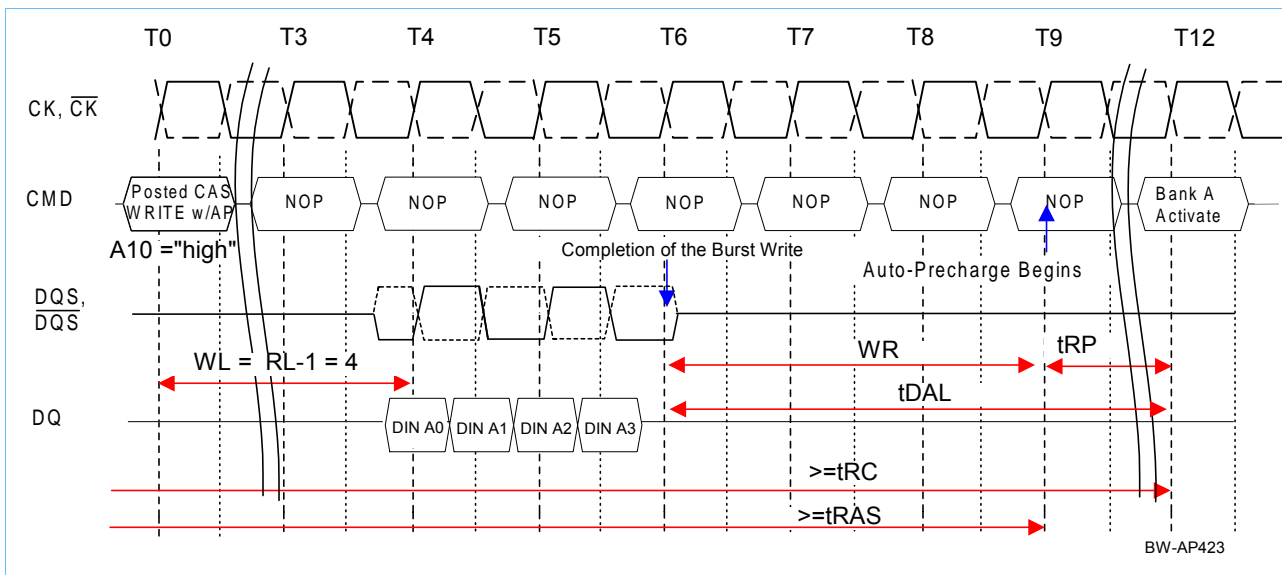 T0 T3 T4 T5 T6 T7 T8 T9 T12
CK, CK
CMD
Posted CAS
WRITE w/AP
NOP NOP NOP NOP NOP NOP NOP
Bank A
Activate
A10 ="high"
Completion of the Burst Write
Auto-Precharge Begins
DQS,
DQS
WL = RL-1 = 4
WR
tRP
tDAL
DQ
DIN A0 DIN A1 DIN A2 DIN A3
>=tRC
>=tRAS
BW-AP423